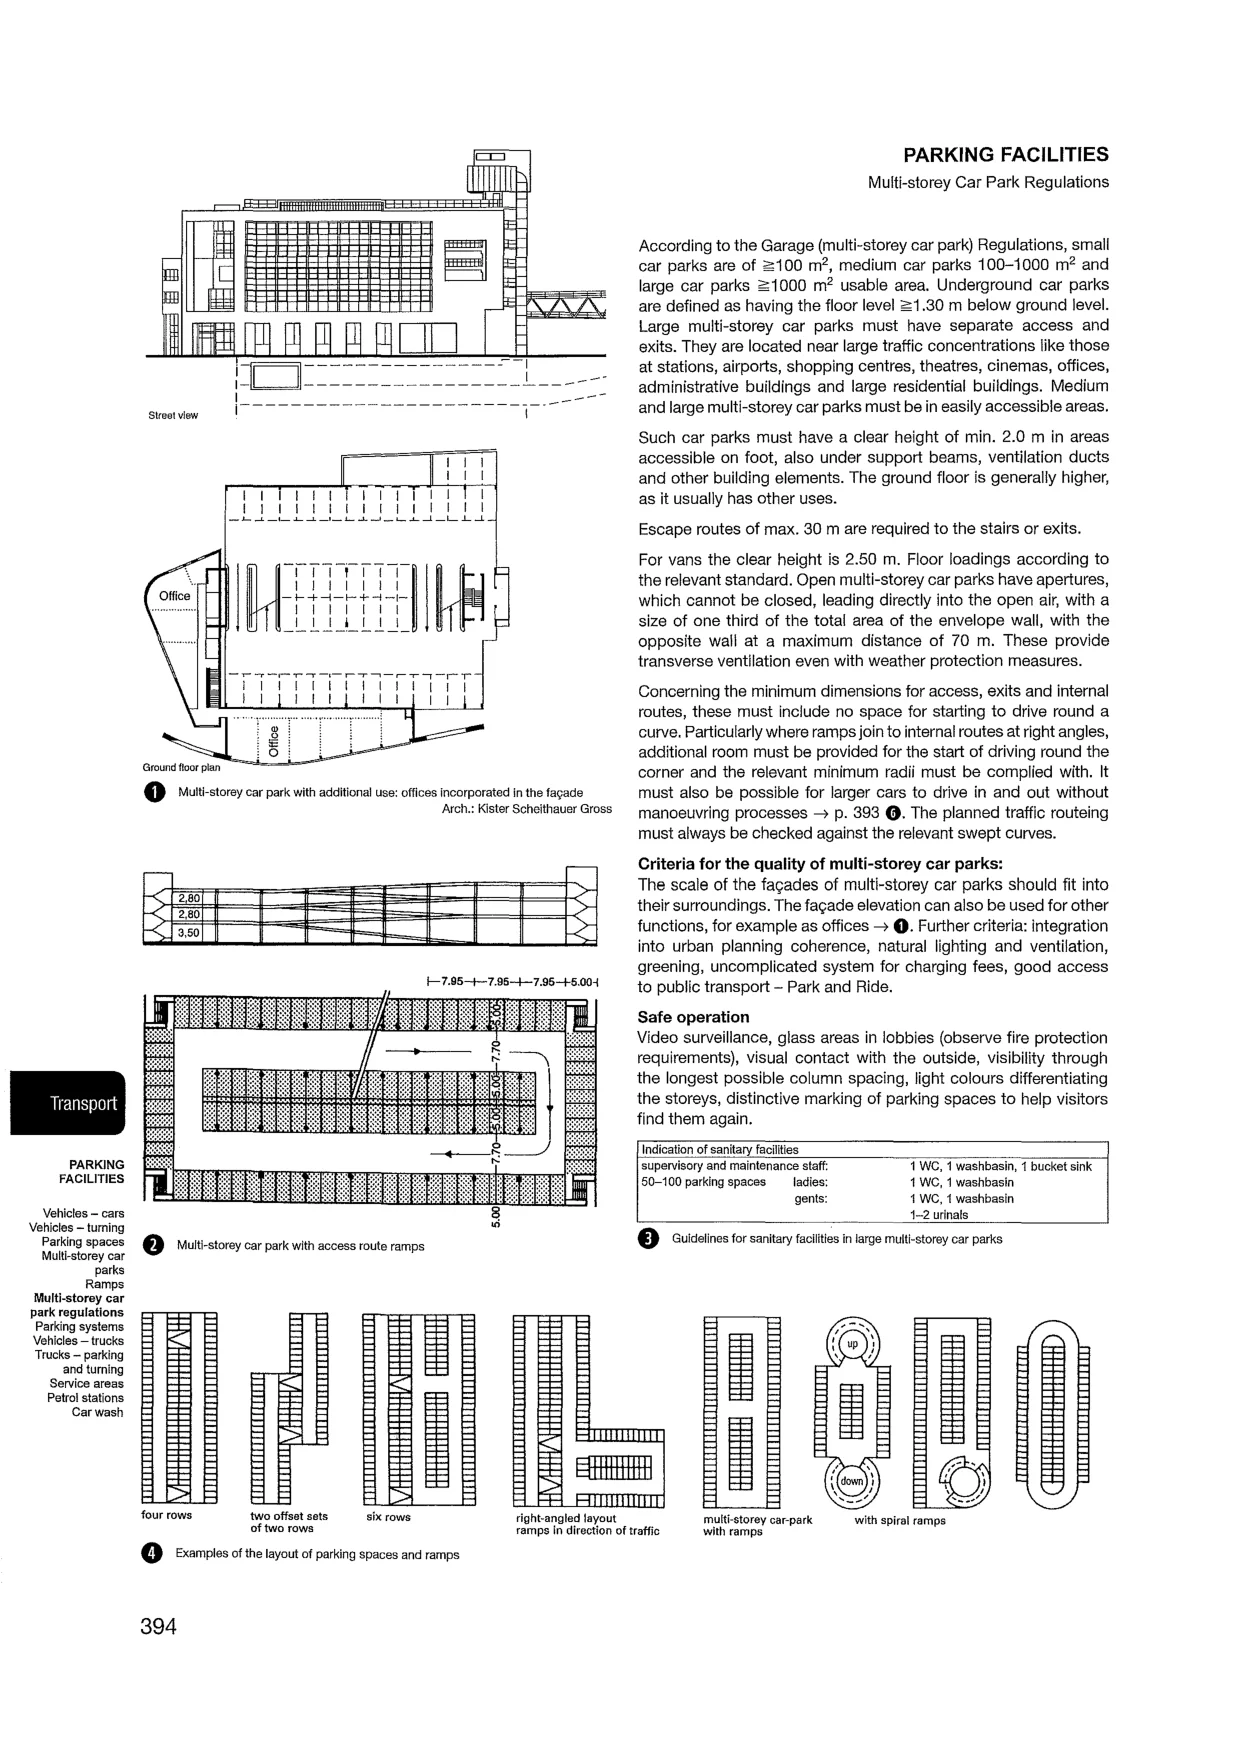 PARKING FACILITIES
Multi-storey Car Park Regulations
Street view
Office
Office
Ground floor plan
1 Multi-storey car park with additional use: offices incorporated in the façade
Arch.: Kister Scheithauer Gross
2,80
2,80
3,50
7.95 7.95 7.95 5.00
5.00
7.70
5.00
5.00
7.70
5.00
2 Multi-storey car park with access route ramps
According to the Garage (multi-storey car park) Regulations, small
car parks are of ≧100 m², medium car parks 100–1000 m² and
large car parks ≧1000 m² usable area. Underground car parks
are defined as having the floor level ≧1.30 m below ground level.
Large multi-storey car parks must have separate access and
exits. They are located near large traffic concentrations like those
at stations, airports, shopping centres, theatres, cinemas, offices,
administrative buildings and large residential buildings. Medium
and large multi-storey car parks must be in easily accessible areas.
Such car parks must have a clear height of min. 2.0 m in areas
accessible on foot, also under support beams, ventilation ducts
and other building elements. The ground floor is generally higher,
as it usually has other uses.
Escape routes of max. 30 m are required to the stairs or exits.
For vans the clear height is 2.50 m. Floor loadings according to
the relevant standard. Open multi-storey car parks have apertures,
which cannot be closed, leading directly into the open air, with a
size of one third of the total area of the envelope wall, with the
opposite wall at a maximum distance of 70 m. These provide
transverse ventilation even with weather protection measures.
Concerning the minimum dimensions for access, exits and internal
routes, these must include no space for starting to drive round a
curve. Particularly where ramps join to internal routes at right angles,
additional room must be provided for the start of driving round the
corner and the relevant minimum radii must be complied with. It
must also be possible for larger cars to drive in and out without
manoeuvring processes → p. 393 6. The planned traffic routeing
must always be checked against the relevant swept curves.
Criteria for the quality of multi-storey car parks:
The scale of the façades of multi-storey car parks should fit into
their surroundings. The façade elevation can also be used for other
functions, for example as offices → 1. Further criteria: integration
into urban planning coherence, natural lighting and ventilation,
greening, uncomplicated system for charging fees, good access
to public transport – Park and Ride.
Safe operation
Video surveillance, glass areas in lobbies (observe fire protection
requirements), visual contact with the outside, visibility through
the longest possible column spacing, light colours differentiating
the storeys, distinctive marking of parking spaces to help visitors
find them again.
Indication of sanitary facilities
supervisory and maintenance staff: 1 WC, 1 washbasin, 1 bucket sink
50–100 parking spaces ladies: 1 WC, 1 washbasin
gents: 1 WC, 1 washbasin
1–2 urinals
3 Guidelines for sanitary facilities in large multi-storey car parks
Transport
PARKING
FACILITIES
Vehicles – cars
Vehicles – turning
Parking spaces
Multi-storey car
parks
Ramps
Multi-storey car
park regulations
Parking systems
Vehicles – trucks
Trucks – parking
and turning
Service areas
Petrol stations
Car wash
up
down
four rows
two offset sets
of two rows
six rows
right-angled layout
ramps in direction of traffic
multi-storey car-park
with ramps
with spiral ramps
4 Examples of the layout of parking spaces and ramps
394